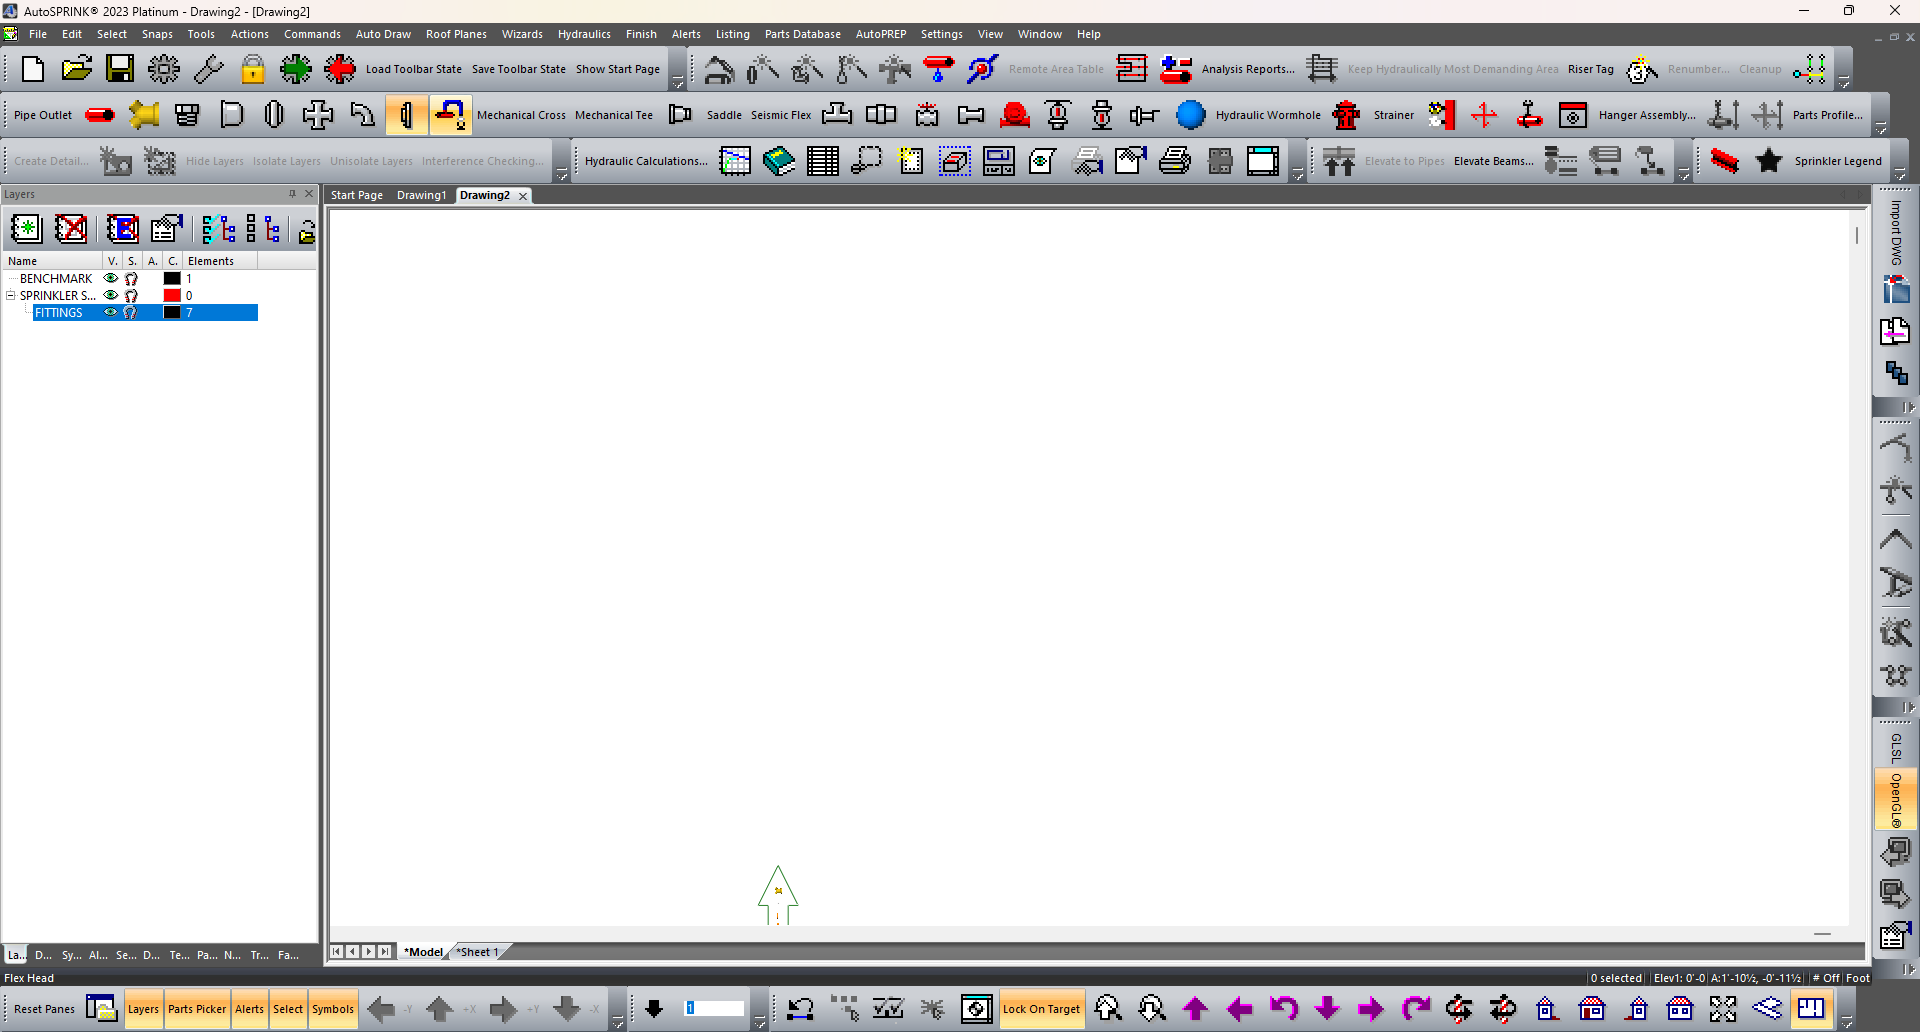 AutoSPRINK® 2023 Platinum - Drawing2 - [Drawing2]
File Edit Select Snaps Tools Actions Commands Auto Draw Roof Planes Wizards Hydraulics Finish Alerts Listing Parts Database AutoPREP Settings View Window Help
Load Toolbar State Save Toolbar State Show Start Page Remote Area Table Analysis Reports... Keep Hydraulically Most Demanding Area Riser Tag Renumber... Cleanup
Pipe Outlet Mechanical Cross Mechanical Tee Saddle Seismic Flex Hydraulic Wormhole Strainer Hanger Assembly... Parts Profile...
Create Detail... Hide Layers Isolate Layers Unisolate Layers Interference Checking... Hydraulic Calculations... Elevate to Pipes Elevate Beams... Sprinkler Legend
Layers
Start Page Drawing1 Drawing2
Import DWG
Name V. S. A. C. Elements
BENCHMARK 1
SPRINKLER S... 0
FITTINGS 7
GLSL
OpenGL®
*Model *Sheet 1
La... D... Sy... Al... Se... D... Te... Pa... N... Tr... Fa...
Flex Head
0 selected Elev1: 0'-0 A:1'-10½, -0'-11½ # Off Foot
Reset Panes Layers Parts Picker Alerts Select Symbols -Y +X +Y -X 1 Lock On Target